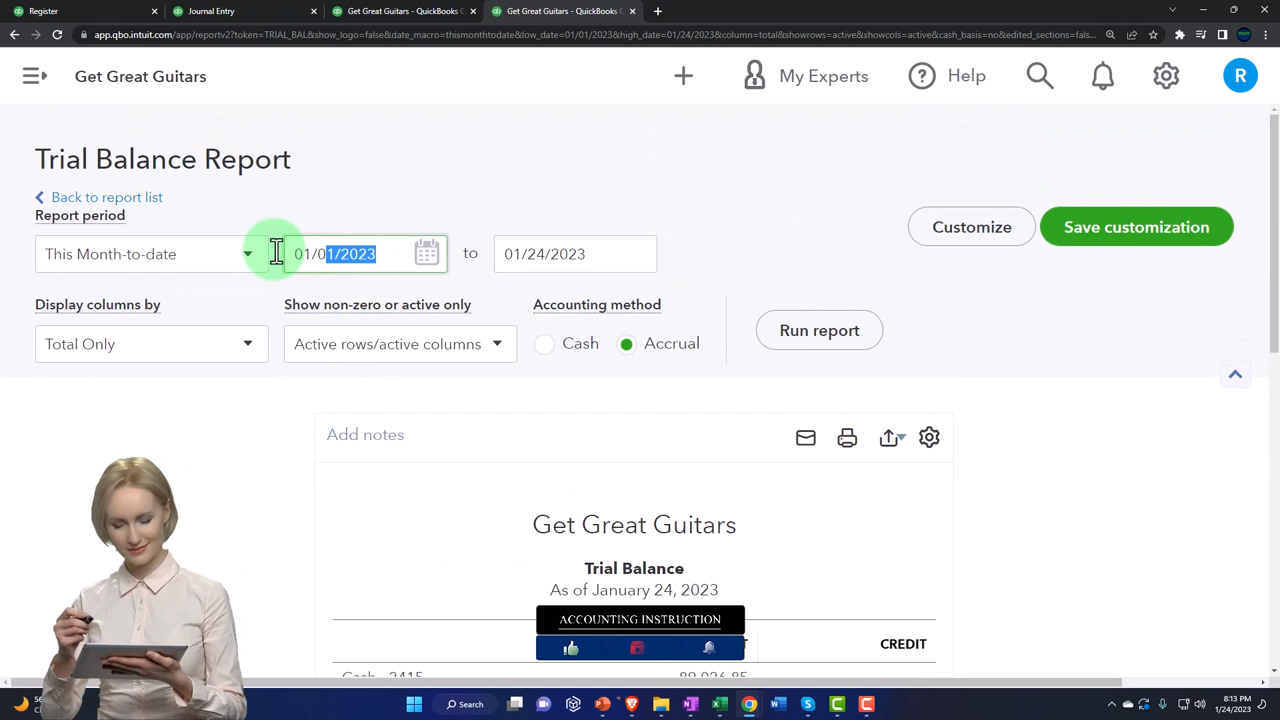 Register
Journal Entry
Get Great Guitars - QuickBooks C
Get Great Guitars - QuickBooks C
app.qbo.intuit.com/app/reportv2?token=TRIAL_BAL&show_logo=false&date_macro=thismonthtodate&low_date=01/01/2023&high_date=01/24/2023&column=total&showrows=active&showcols=active&cash_basis=no&edited_sections=fals...
Get Great Guitars
My Experts
Help
R
Trial Balance Report
Back to report list
Report period
This Month-to-date
01/01/2023
to
01/24/2023
Customize
Save customization
Display columns by
Show non-zero or active only
Accounting method
Total Only
Active rows/active columns
Cash
Accrual
Run report
Add notes
Get Great Guitars
Trial Balance
As of January 24, 2023
ACCOUNTING INSTRUCTION
CREDIT
Cash - 2415
89,026.85
Search
8:13 PM
1/24/2023